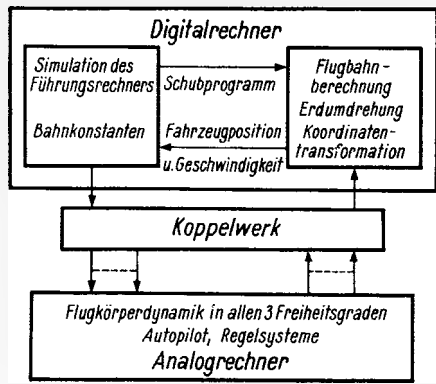 Digitalrechner
Simulation des
Führungsrechners
Bahnkonstanten
Schubprogramm
Fahrzeugposition
u. Geschwindigkeit
Flugbahn-
berechnung
Erdumdrehung
Koordinaten-
transformation
Koppelwerk
Flugkörperdynamik in allen 3 Freiheitsgraden
Autopilot, Regelsysteme
Analogrechner